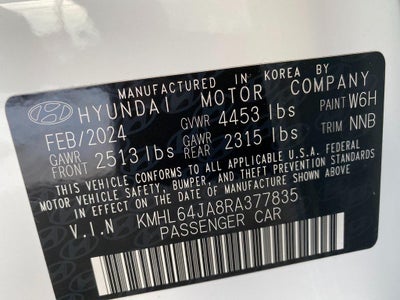 MANUFACTURED IN KOREA BY
HYUNDAI MOTOR COMPANY
FEB/2024 GVWR 4453 lbs PAINT W6H
GAWR FRONT 2513 lbs GAWR REAR 2315 lbs TRIM NNB
THIS VEHICLE CONFORMS TO ALL APPLICABLE U.S.A. FEDERAL
MOTOR VEHICLE SAFETY, BUMPER, AND THEFT PREVENTION STANDARDS
IN EFFECT ON THE DATE OF MANUFACTURE SHOWN ABOVE.
V.I.N KMHL64JA8RA377835
PASSENGER CAR